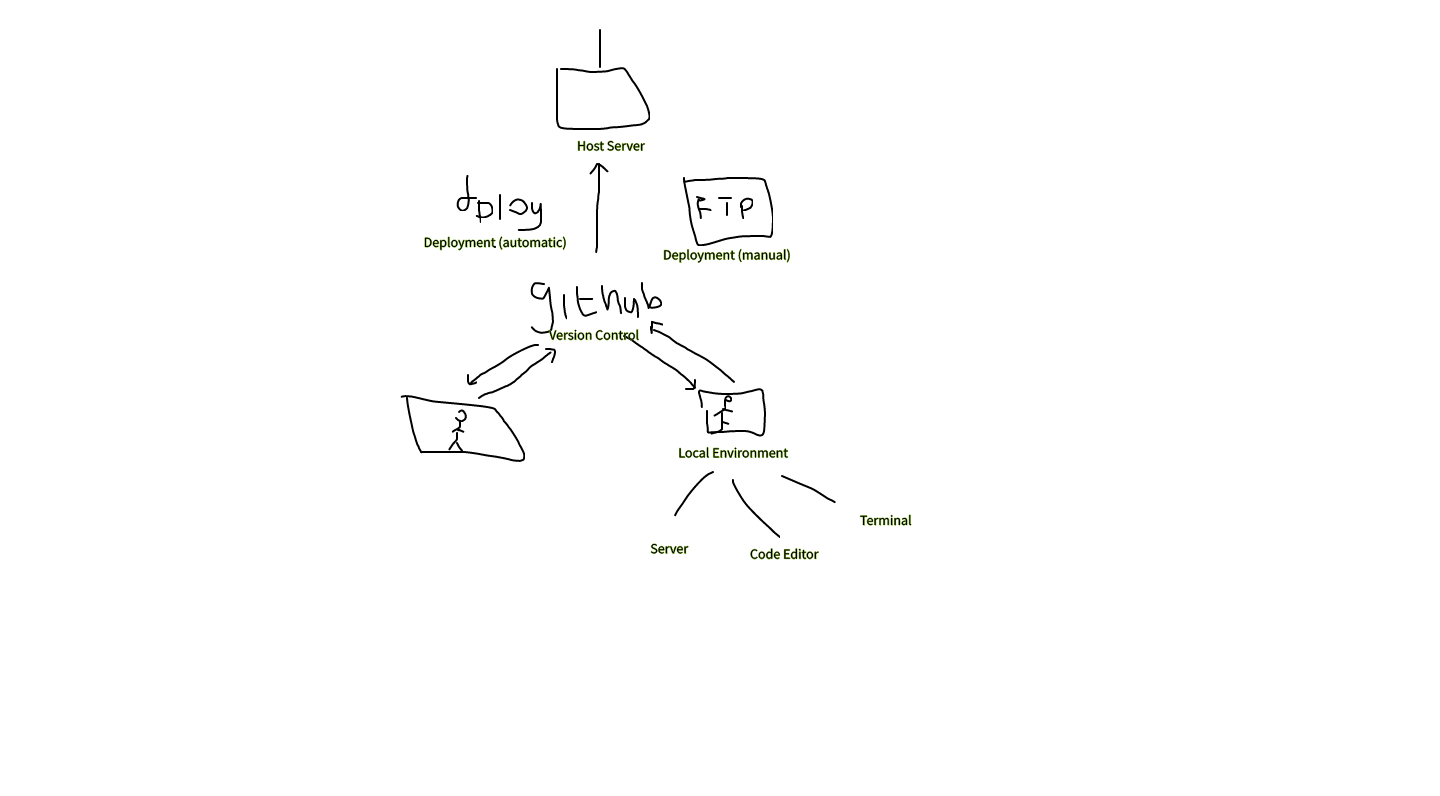 Host Server
dploy
Deployment (automatic)
FTP
Deployment (manual)
github
Version Control
Local Environment
Server
Code Editor
Terminal